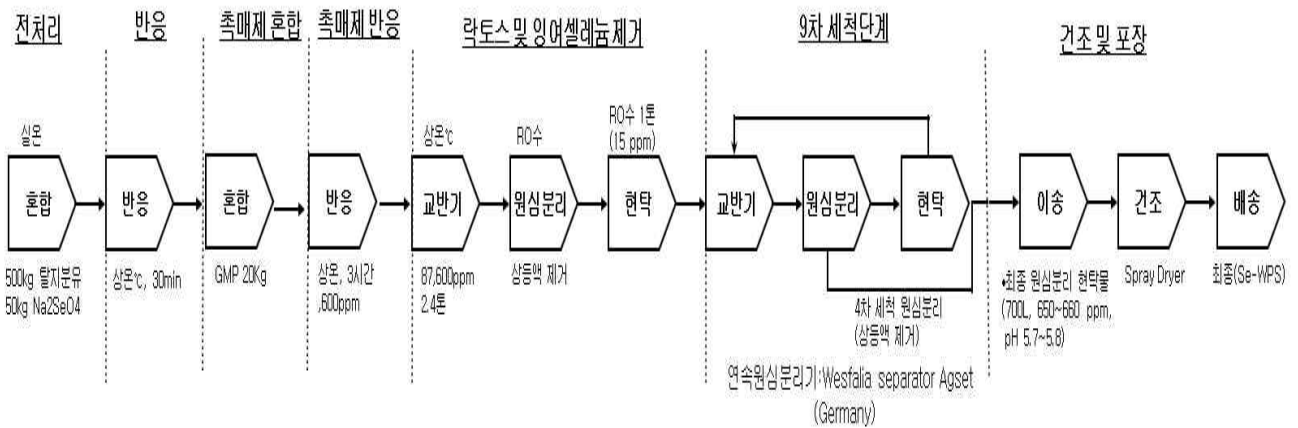 전처리
반응
촉매제 혼합
촉매제 반응
락토스 및 잉여셀레늄 제거
9차 세척단계
건조 및 포장
실온
혼합
500kg 탈지분유
50kg Na2SeO4
반응
상온℃, 30min
혼합
GMP 20Kg
반응
상온, 3시간
,600ppm
상온℃
교반기
87,600ppm
2.4톤
RO수
원심분리
상등액 제거
RO수 1톤
(15 ppm)
현탁
교반기
원심분리
현탁
4차 세척 원심분리
(상등액 제거)
연속원심분리기:Westfalia separator Agset
(Germany)
이송
•최종 원심분리 현탁물
(700L, 650~660 ppm,
pH 5.7~5.8)
건조
Spray Dryer
배송
최종(Se-WPS)